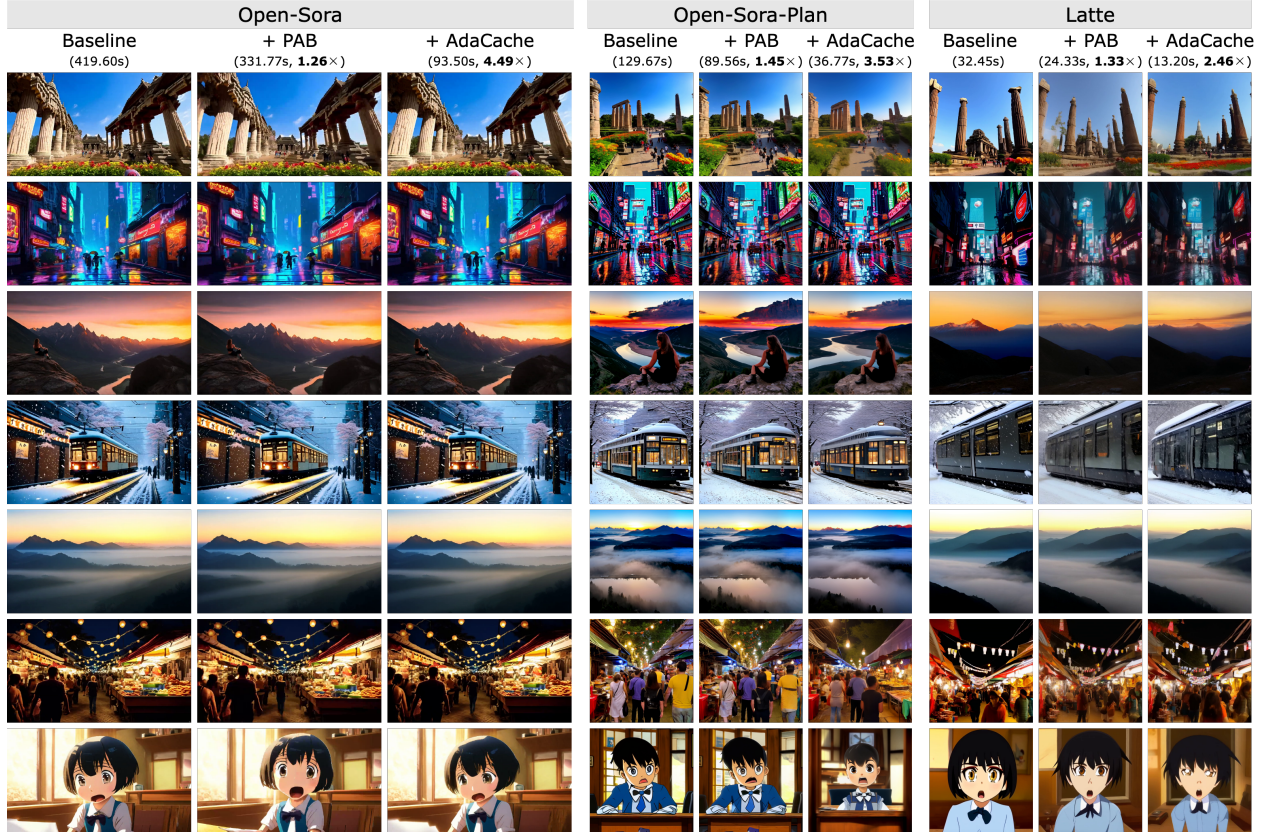 Open-Sora
Open-Sora-Plan
Latte
Baseline
+ PAB
+ AdaCache
Baseline
+ PAB
+ AdaCache
Baseline
+ PAB
+ AdaCache
(419.60s)
(331.77s, 1.26×)
(93.50s, 4.49×)
(129.67s)
(89.56s, 1.45×)
(36.77s, 3.53×)
(32.45s)
(24.33s, 1.33×)
(13.20s, 2.46×)